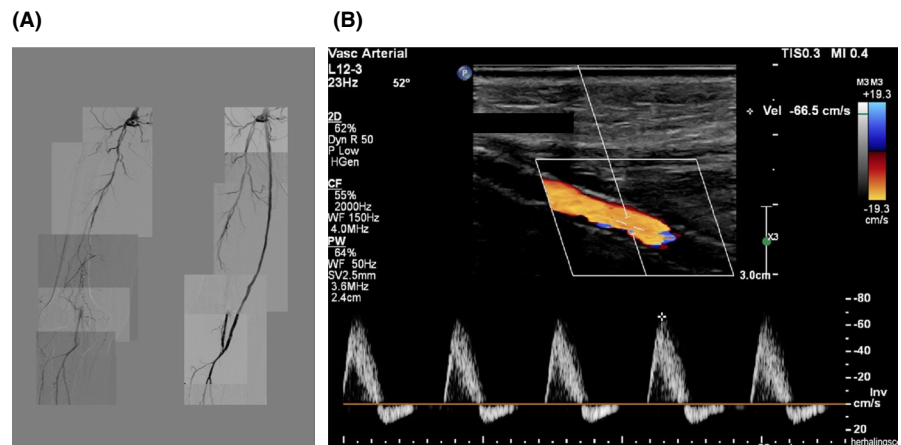 (A)
(B)
Vasc Arterial
TIS0.3 MI 0.4
L12-3
23Hz 52°
M3 M3
+19.3
Vel -66.5 cm/s
2D
62%
Dyn R 50
P Low
HGen
CF
55%
2000Hz
WF 150Hz
4.0MHz
-19.3
cm/s
PW
64%
WF 50Hz
SV2.5mm
3.6MHz
2.4cm
x3
3.0cm
-80
-60
-40
-20
Inv
cm/s
20